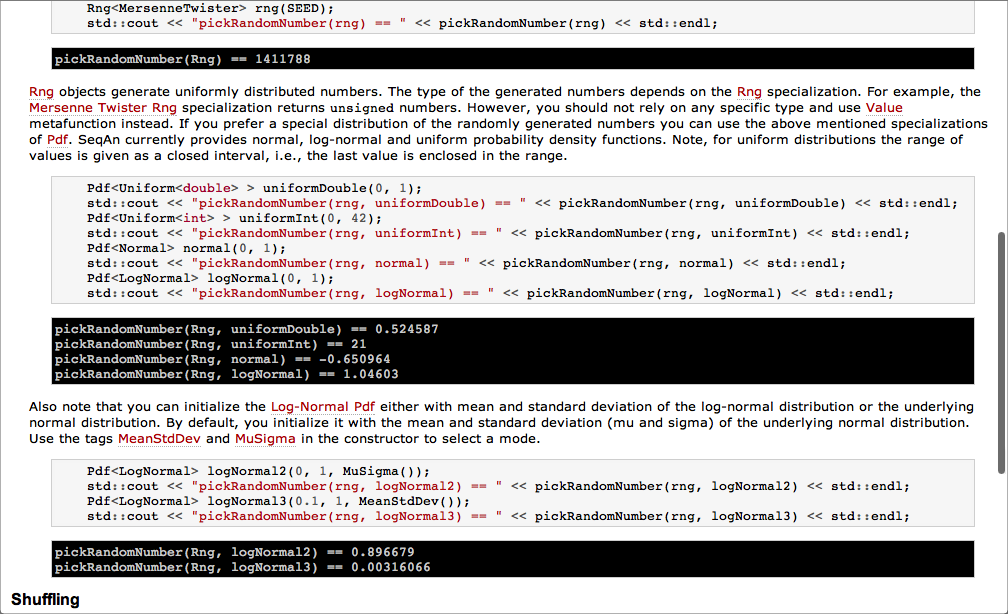 Rng<MersenneTwister> rng(SEED);
std::cout << "pickRandomNumber(rng) == " << pickRandomNumber(rng) << std::endl;
pickRandomNumber(Rng) == 1411788
Rng objects generate uniformly distributed numbers. The type of the generated numbers depends on the Rng specialization. For example, the
Mersenne Twister Rng specialization returns unsigned numbers. However, you should not rely on any specific type and use Value
metafunction instead. If you prefer a special distribution of the randomly generated numbers you can use the above mentioned specializations
of Pdf. SeqAn currently provides normal, log-normal and uniform probability density functions. Note, for uniform distributions the range of
values is given as a closed interval, i.e., the last value is enclosed in the range.
Pdf<Uniform<double> > uniformDouble(0, 1);
std::cout << "pickRandomNumber(rng, uniformDouble) == " << pickRandomNumber(rng, uniformDouble) << std::endl;
Pdf<Uniform<int> > uniformInt(0, 42);
std::cout << "pickRandomNumber(rng, uniformInt) == " << pickRandomNumber(rng, uniformInt) << std::endl;
Pdf<Normal> normal(0, 1);
std::cout << "pickRandomNumber(rng, normal) == " << pickRandomNumber(rng, normal) << std::endl;
Pdf<LogNormal> logNormal(0, 1);
std::cout << "pickRandomNumber(rng, logNormal) == " << pickRandomNumber(rng, logNormal) << std::endl;
pickRandomNumber(Rng, uniformDouble) == 0.524587
pickRandomNumber(Rng, uniformInt) == 21
pickRandomNumber(Rng, normal) == -0.650964
pickRandomNumber(Rng, logNormal) == 1.04603
Also note that you can initialize the Log-Normal Pdf either with mean and standard deviation of the log-normal distribution or the underlying
normal distribution. By default, you initialize it with the mean and standard deviation (mu and sigma) of the underlying normal distribution.
Use the tags MeanStdDev and MuSigma in the constructor to select a mode.
Pdf<LogNormal> logNormal2(0, 1, MuSigma());
std::cout << "pickRandomNumber(rng, logNormal2) == " << pickRandomNumber(rng, logNormal2) << std::endl;
Pdf<LogNormal> logNormal3(0.1, 1, MeanStdDev());
std::cout << "pickRandomNumber(rng, logNormal3) == " << pickRandomNumber(rng, logNormal3) << std::endl;
pickRandomNumber(Rng, logNormal2) == 0.896679
pickRandomNumber(Rng, logNormal3) == 0.00316066
Shuffling